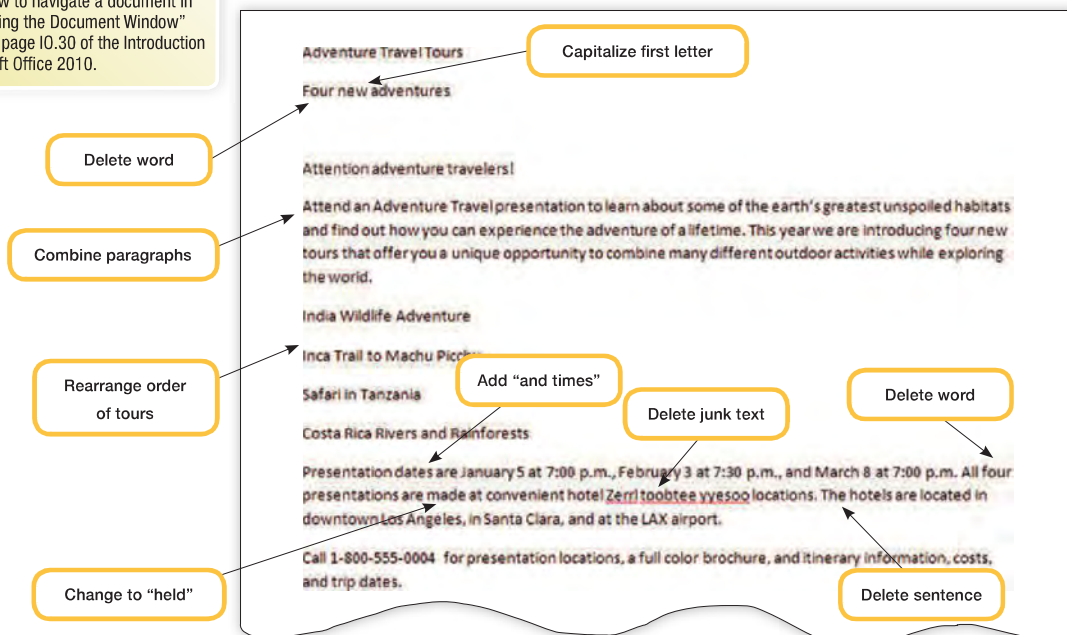 w to navigate a document in
ing the Document Window"
page IO.30 of the Introduction
ft Office 2010.
Capitalize first letter
Adventure Travel Tours
Four new adventures
Delete word
Attention adventure travelers!
Attend an Adventure Travel presentation to learn about some of the earth's greatest unspoiled habitats
and find out how you can experience the adventure of a lifetime. This year we are introducing four new
tours that offer you a unique opportunity to combine many different outdoor activities while exploring
the world.
Combine paragraphs
India Wildlife Adventure
Inca Trail to Machu Picchu
Rearrange order
of tours
Add "and times"
Safari in Tanzania
Delete junk text
Delete word
Costa Rica Rivers and Rainforests
Presentation dates are January 5 at 7:00 p.m., February 3 at 7:30 p.m., and March 8 at 7:00 p.m. All four
presentations are made at convenient hotel Zerrl toobtee yyesoo locations. The hotels are located in
downtown Los Angeles, in Santa Clara, and at the LAX airport.
Call 1-800-555-0004 for presentation locations, a full color brochure, and itinerary information, costs,
and trip dates.
Change to "held"
Delete sentence